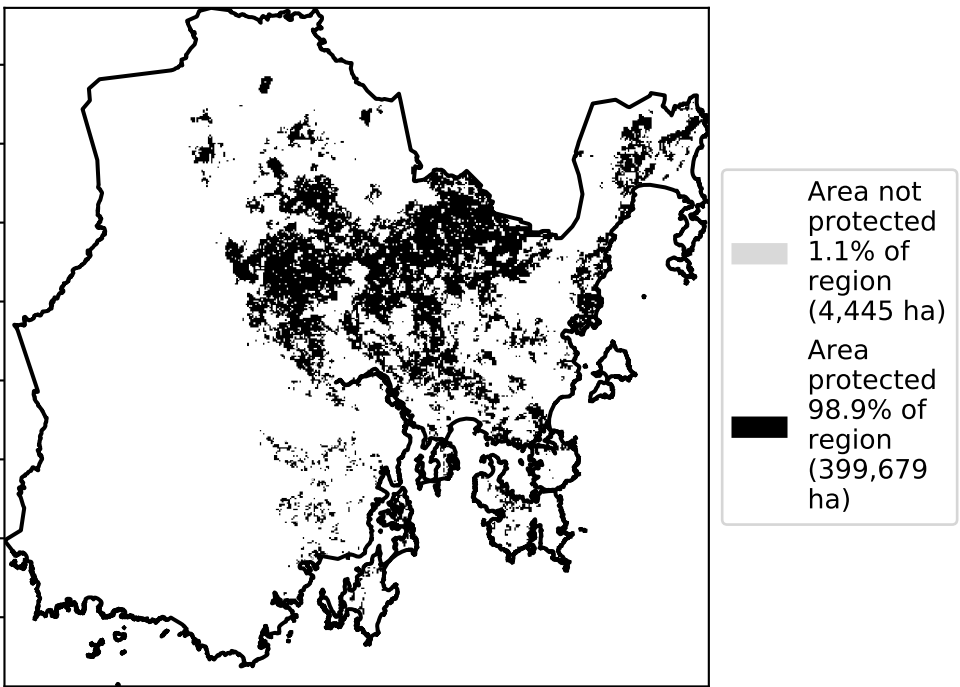 Area not
protected
1.1% of
region
(4,445 ha)
Area
protected
98.9% of
region
(399,679
ha)